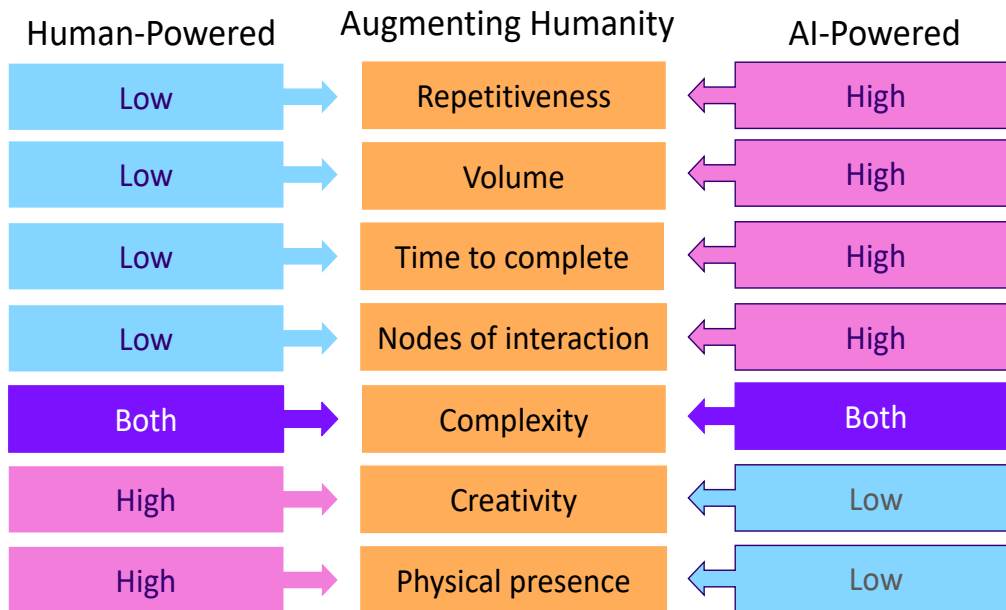 Human-Powered Augmenting Humanity AI-Powered
Low Repetitiveness High
Low Volume High
Low Time to complete High
Low Nodes of interaction High
Both Complexity Both
High Creativity Low
High Physical presence Low